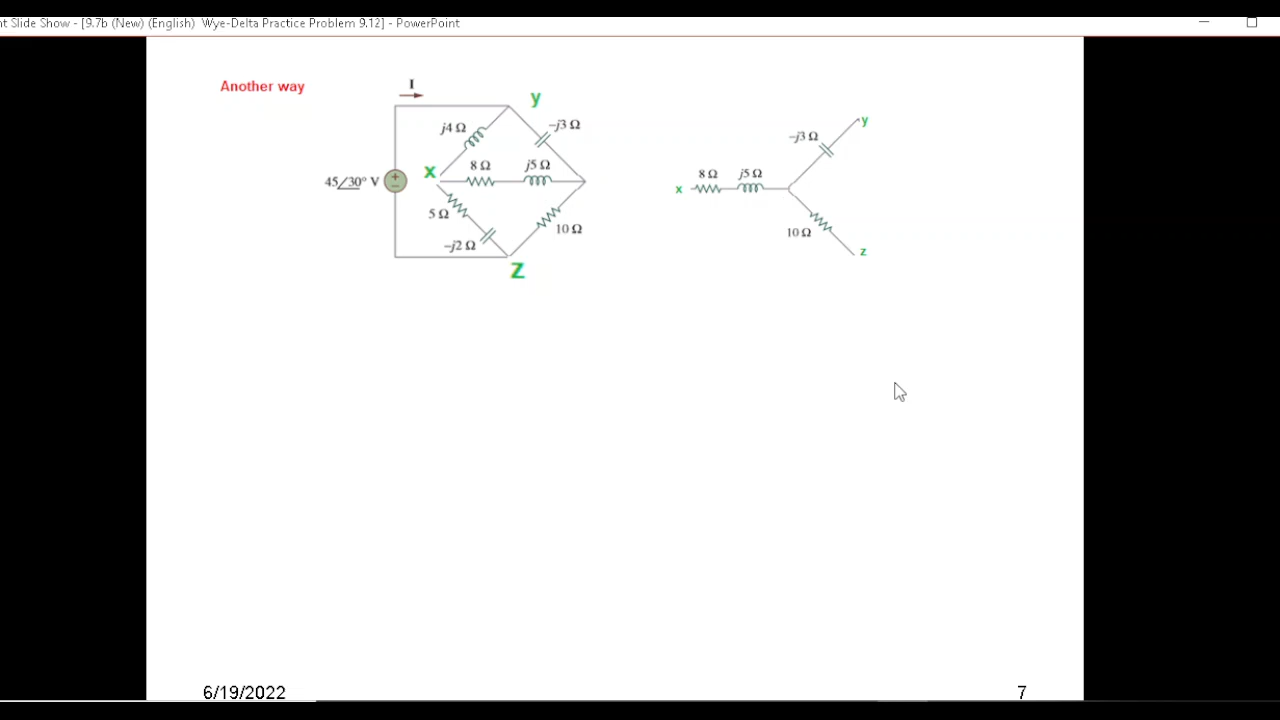 nt Slide Show - [9.7b (New) (English) Wye-Delta Practice Problem 9.12] - PowerPoint
Another way
I
y
j4 Ω
-j3 Ω
x
8 Ω
j5 Ω
45∠30° V
5 Ω
10 Ω
-j2 Ω
z
y
-j3 Ω
8 Ω
j5 Ω
x
10 Ω
z
6/19/2022
7